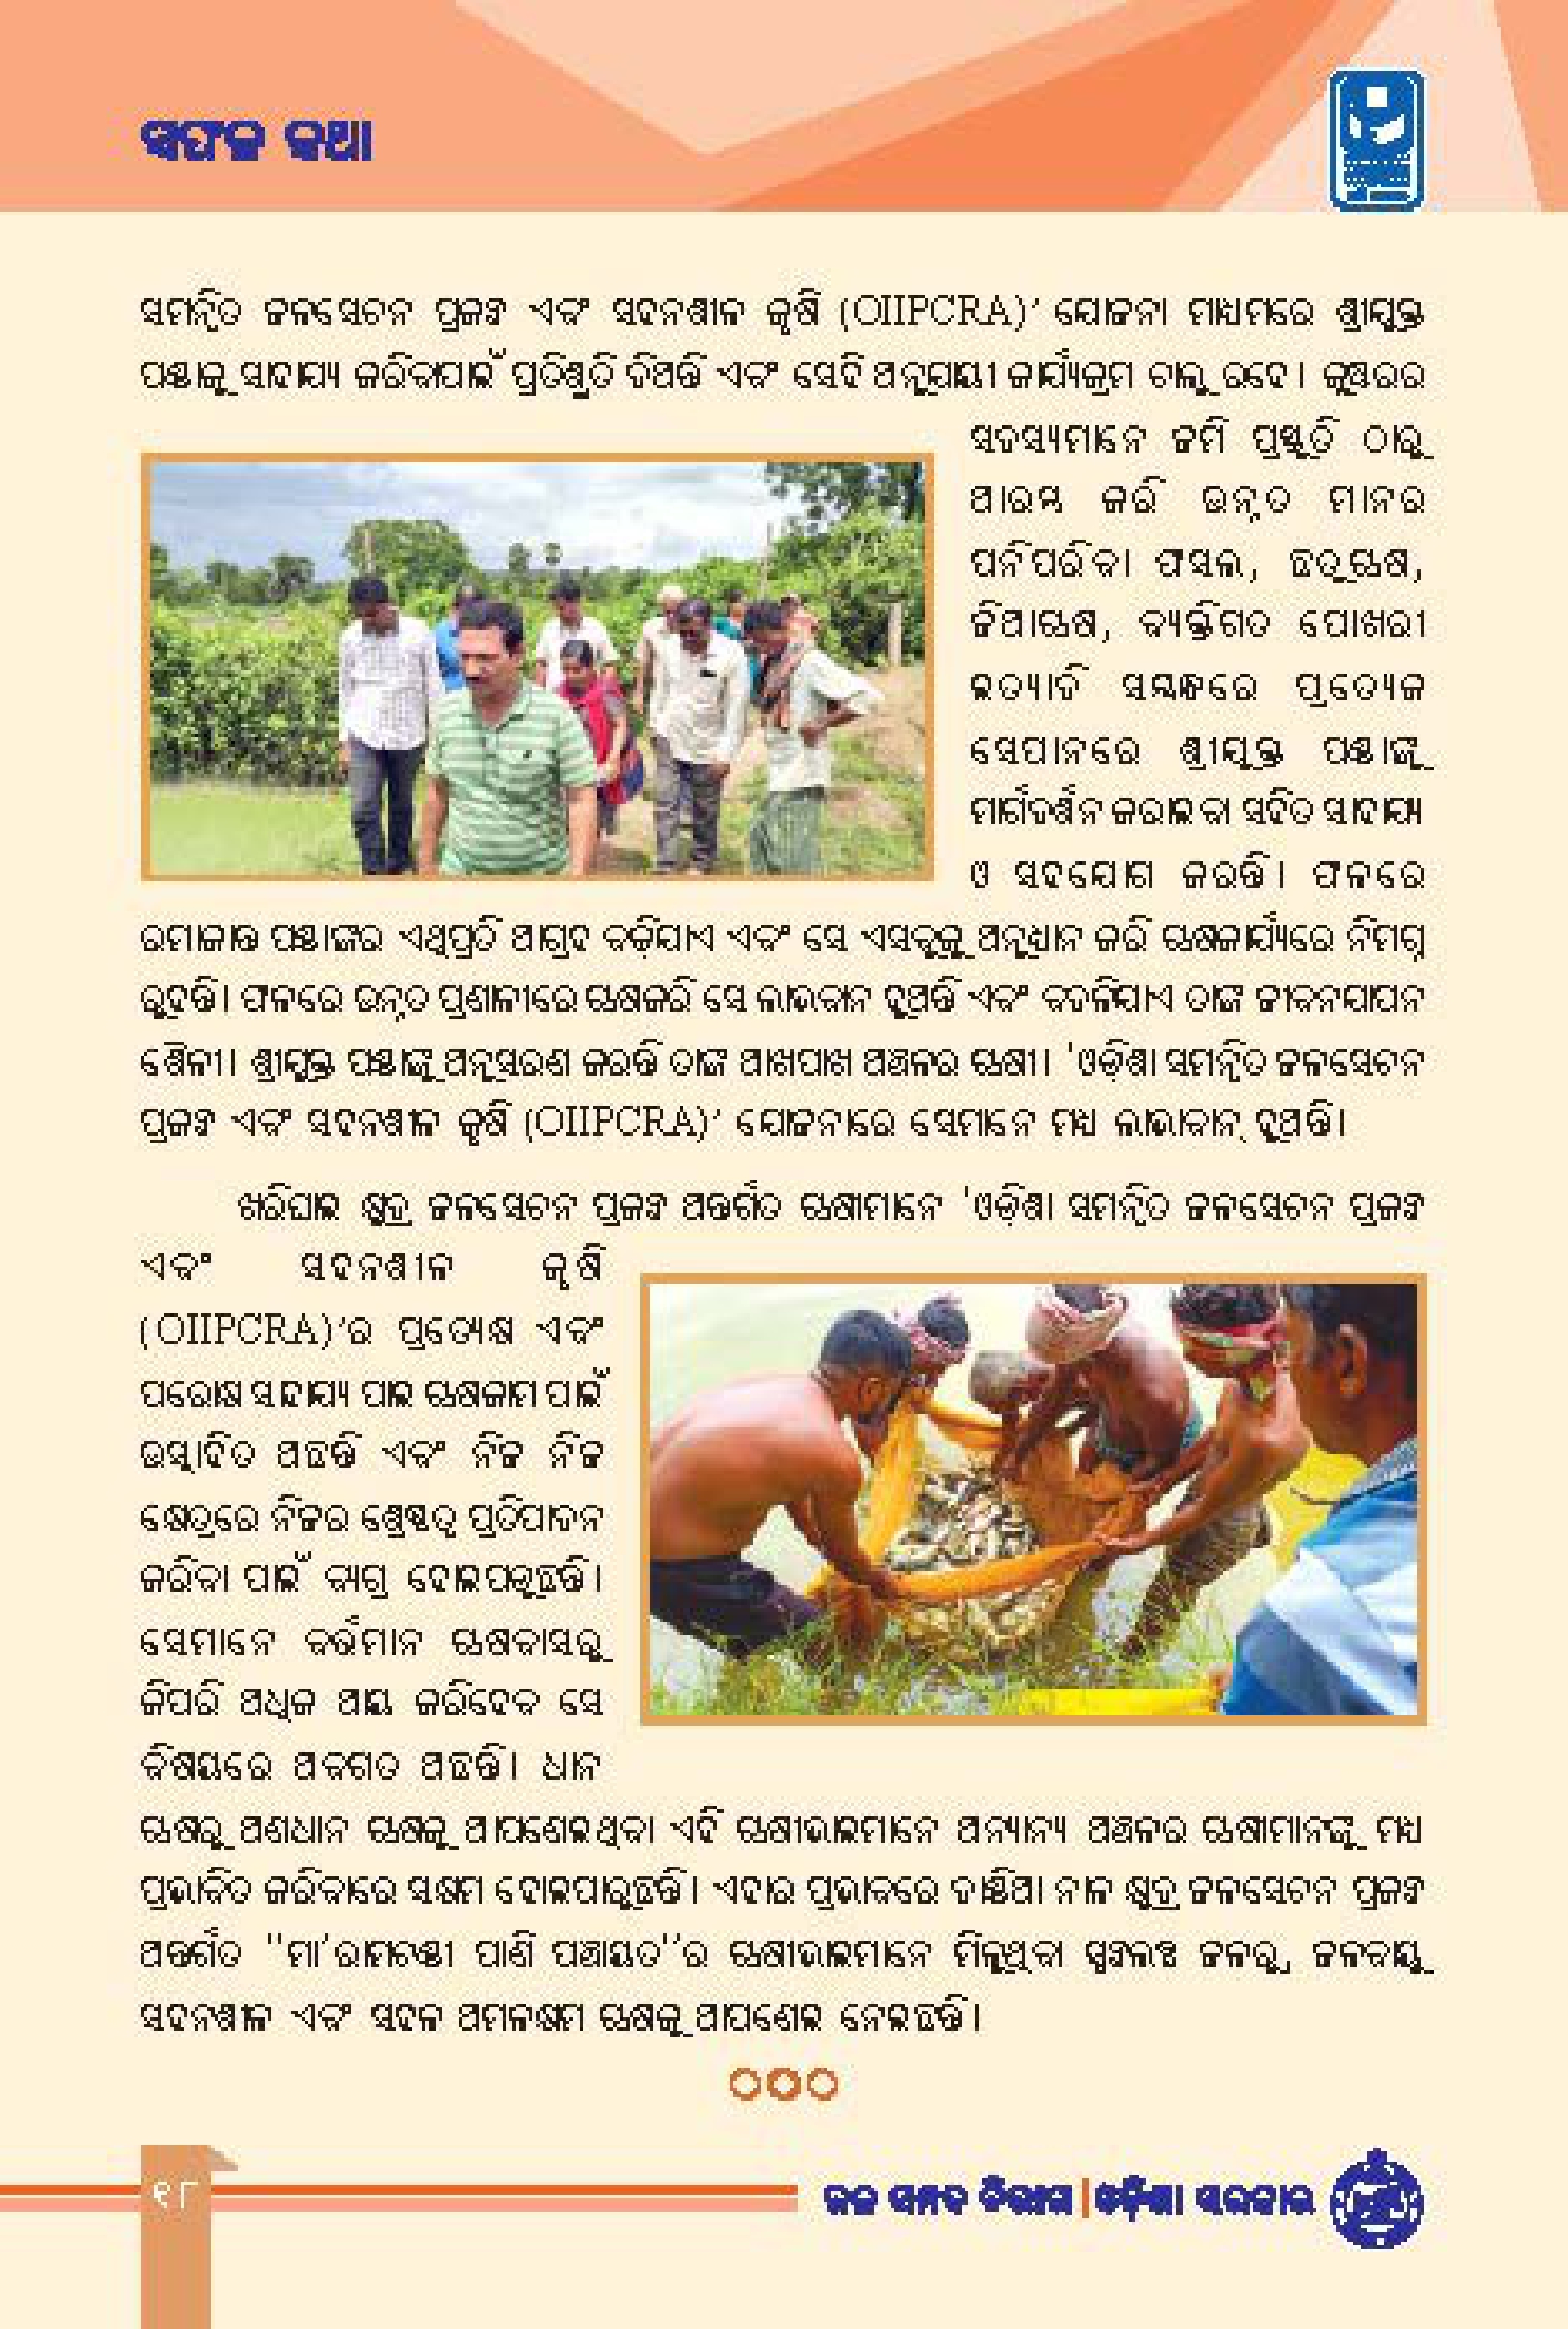 ସଫଳ କଥା
ସମନ୍ୱିତ ଜଳସେଚନ ପ୍ରକଳ୍ପ ଏବଂ ସହନଶୀଳ କୃଷି (OIIPCRA)’ ଯୋଜନା ମାଧ୍ୟମରେ ଶ୍ରୀଯୁକ୍ତ
ପଣ୍ଡାକୁ ସାହାଯ୍ୟ କରିବାପାଇଁ ପ୍ରତିଶ୍ରୁତି ଦିଅନ୍ତି ଏବଂ ସେହି ଅନୁଯାୟୀ କାର୍ଯ୍ୟକ୍ରମ ଚାଲୁ ରହେ। କ୍ଲଷ୍ଟରର
ସଦସ୍ୟମାନେ ଜମି ପ୍ରସ୍ତୁତି ଠାରୁ
ଆରମ୍ଭ କରି ଉନ୍ନତ ମାନର
ପନିପରିବା ଫସଲ, ଛତୁଚାଷ,
ଜିଆଚାଷ, ବ୍ୟକ୍ତିଗତ ପୋଖରୀ
ଇତ୍ୟାଦି ସମ୍ପର୍କରେ ପ୍ରତ୍ୟେକ
ସୋପାନରେ ଶ୍ରୀଯୁକ୍ତ ପଣ୍ଡାଙ୍କୁ
ମାର୍ଗଦର୍ଶନ କରାଇବା ସହିତ ସାହାଯ୍ୟ
ଓ ସହଯୋଗ କରନ୍ତି। ଫଳରେ
ରମାକାନ୍ତ ପଣ୍ଡାଙ୍କର ଏଥିପ୍ରତି ଆଗ୍ରହ ବଢ଼ିଯାଏ ଏବଂ ସେ ଏସବୁକୁ ଅନୁଧ୍ୟାନ କରି ଚାଷକାର୍ଯ୍ୟରେ ନିମଗ୍ନ
ରୁହନ୍ତି। ଫଳରେ ଉନ୍ନତ ପ୍ରଣାଳୀରେ ଚାଷକରି ସେ ଲାଭବାନ ହୁଅନ୍ତି ଏବଂ ବଦଳିଯାଏ ତାଙ୍କ ଜୀବନଯାପନ
ଶୈଳୀ। ଶ୍ରୀଯୁକ୍ତ ପଣ୍ଡାଙ୍କୁ ଅନୁସରଣ କରନ୍ତି ତାଙ୍କ ଆଖପାଖ ଅଞ୍ଚଳର ଚାଷୀ। ‘ଓଡ଼ିଶା ସମନ୍ୱିତ ଜଳସେଚନ
ପ୍ରକଳ୍ପ ଏବଂ ସହନଶୀଳ କୃଷି (OIIPCRA)’ ଯୋଜନାରେ ସେମାନେ ମଧ୍ୟ ଲାଭାବାନ୍ ହୁଅନ୍ତି।
ଖରିପାଇ କ୍ଷୁଦ୍ର ଜଳସେଚନ ପ୍ରକଳ୍ପ ଅନ୍ତର୍ଗତ ଚାଷୀମାନେ ‘ଓଡ଼ିଶା ସମନ୍ୱିତ ଜଳସେଚନ ପ୍ରକଳ୍ପ
ଏବଂ ସହନଶୀଳ କୃଷି
(OIIPCRA)’ର ପ୍ରତ୍ୟେକ୍ଷ ଏବଂ
ପରୋକ୍ଷ ସହାଯ୍ୟ ପାଇ ଚାଷକାମ ପାଇଁ
ଉତ୍ସାହିତ ଅଛନ୍ତି ଏବଂ ନିଜ ନିଜ
କ୍ଷେତ୍ରରେ ନିଜର ଶ୍ରେଷ୍ଠତ୍ୱ ପ୍ରତିପାଦନ
କରିବା ପାଇଁ ବ୍ୟଗ୍ର ହୋଇପଡ଼ୁଛନ୍ତି।
ସେମାନେ ବର୍ତ୍ତମାନ ଚାଷବାସରୁ
କିପରି ଅଧିକ ଆୟ କରିହେବ ସେ
ବିଷୟରେ ଅବଗତ ଅଛନ୍ତି। ଧାନ
ଚାଷରୁ ଅଣଧାନ ଚାଷକୁ ଆପଣେଇଥିବା ଏହି ଚାଷୀଭାଇମାନେ ଅନ୍ୟାନ୍ୟ ଅଞ୍ଚଳର ଚାଷୀମାନଙ୍କୁ ମଧ୍ୟ
ପ୍ରଭାବିତ କରିବାରେ ସକ୍ଷମ ହୋଇପାରୁଛନ୍ତି। ଏହାର ପ୍ରଭାବରେ ଦାଣ୍ଡିଆ ନାଳ କ୍ଷୁଦ୍ର ଜଳସେଚନ ପ୍ରକଳ୍ପ
ଅନ୍ତର୍ଗତ ‘‘ମା’ରାମଚଣ୍ଡୀ ପାଣି ପଞ୍ଚାୟତ’’ର ଚାଷୀଭାଇମାନେ ମିଳୁଥିବା ସ୍ୱଳ୍ପଲବ୍ଧ ଜଳରୁ, ଜଳବାୟୁ
ସହନଶୀଳ ଏବଂ ସହଜ ଅମଳକ୍ଷମ ଚାଷକୁ ଆପଣେଇ ନେଇଛନ୍ତି।
୧୮
ଜଳ ସମ୍ପଦ ବିଭାଗ | ଓଡ଼ିଶା ସରକାର